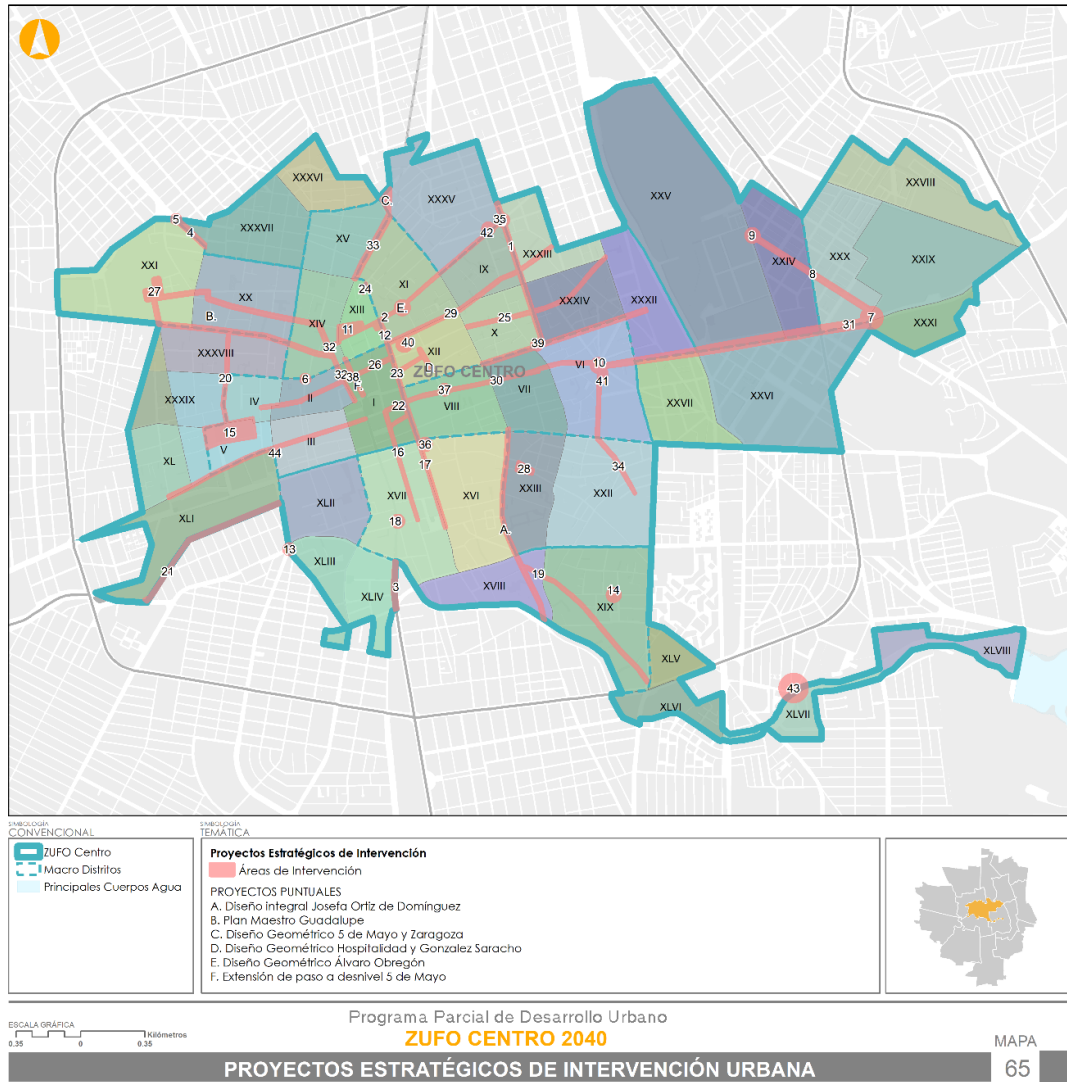 XXXVI
XXV
XXVIII
C.
XXXV
5
4
XXXVII
XV
35
42
1
9
33
XXXIII
XXIV
XXX
XXI
IX
8
XXIX
27
XX
24
XI
XXXIV
XXXII
B.
E.
XIV
XIII
2
29
25
7
31
XXXI
11
12
X
39
32
40
XII
XXXVIII
26
VI
10
20
6
32
38
D.
23
ZUFO CENTRO
41
XXVI
F.
37
30
XXXIX
IV
II
I
22
VIII
VII
XXVII
15
V
III
36
44
16
17
XL
28
34
XVII
XVI
XXIII
XXII
XLI
XLII
18
A.
13
XLIII
21
3
19
XLIV
XVIII
14
XIX
XLV
XLVIII
43
XLVI
XLVII
SIMBOLOGÍA
CONVENCIONAL
ZUFO Centro
Macro Distritos
Principales Cuerpos Agua
SIMBOLOGÍA
TEMÁTICA
Proyectos Estratégicos de Intervención
Áreas de Intervención
PROYECTOS PUNTUALES
A. Diseño integral Josefa Ortíz de Domínguez
B. Plan Maestro Guadalupe
C. Diseño Geométrico 5 de Mayo y Zaragoza
D. Diseño Geométrico Hospitalidad y Gonzalez Saracho
E. Diseño Geométrico Álvaro Obregón
F. Extensión de paso a desnivel 5 de Mayo
ESCALA GRÁFICA
Kilómetros
0.35 0 0.35
Programa Parcial de Desarrollo Urbano
ZUFO CENTRO 2040
PROYECTOS ESTRATÉGICOS DE INTERVENCIÓN URBANA
MAPA
65